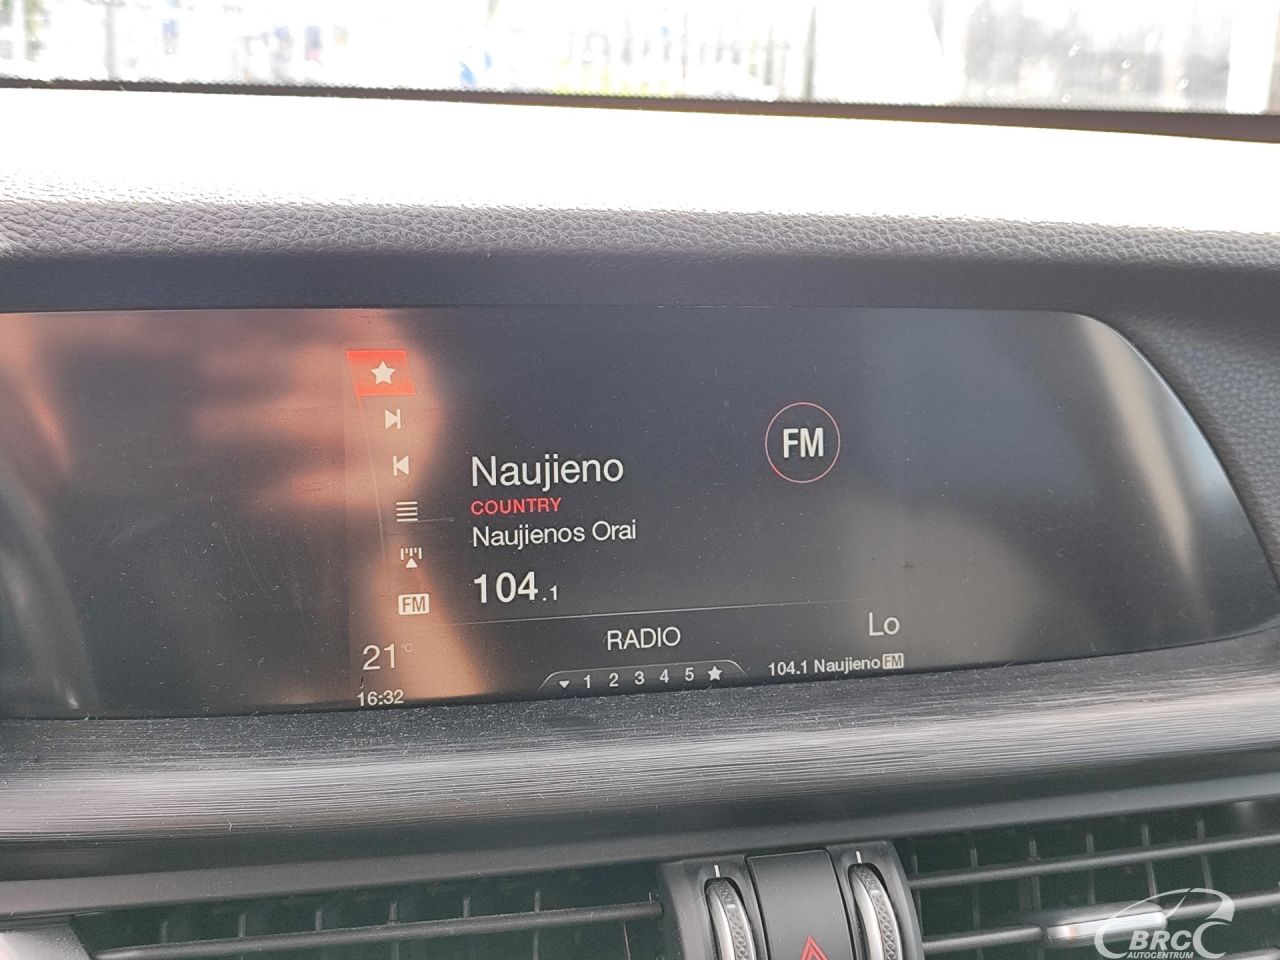 FM
Naujieno
COUNTRY
Naujienos Orai
104.1
FM
Lo
RADIO
21°C
1 2 3 4 5
104.1 Naujieno FM
16:32
BRC
AUTOCENTRUM